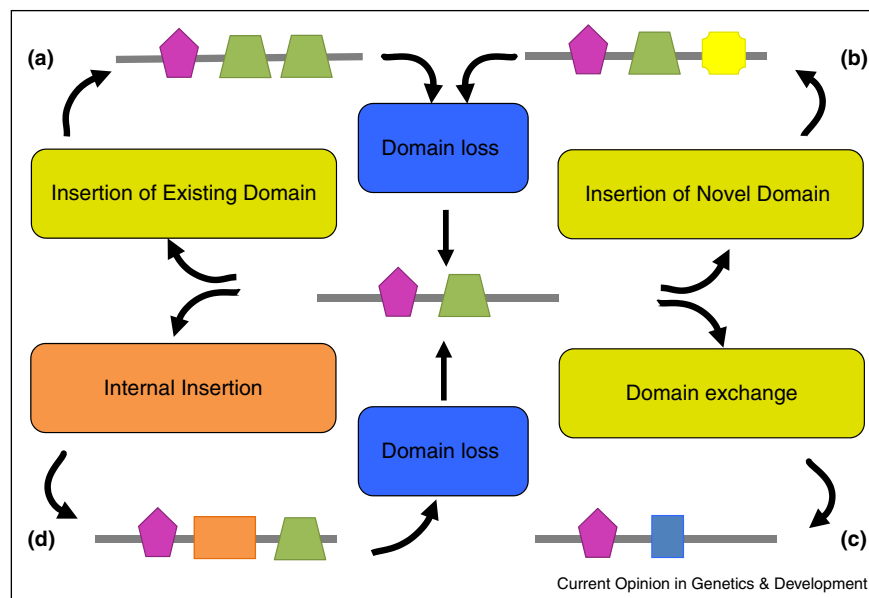 (a)
(b)
Domain loss
Insertion of Existing Domain
Insertion of Novel Domain
Internal Insertion
Domain exchange
Domain loss
(d)
(c)
Current Opinion in Genetics & Development